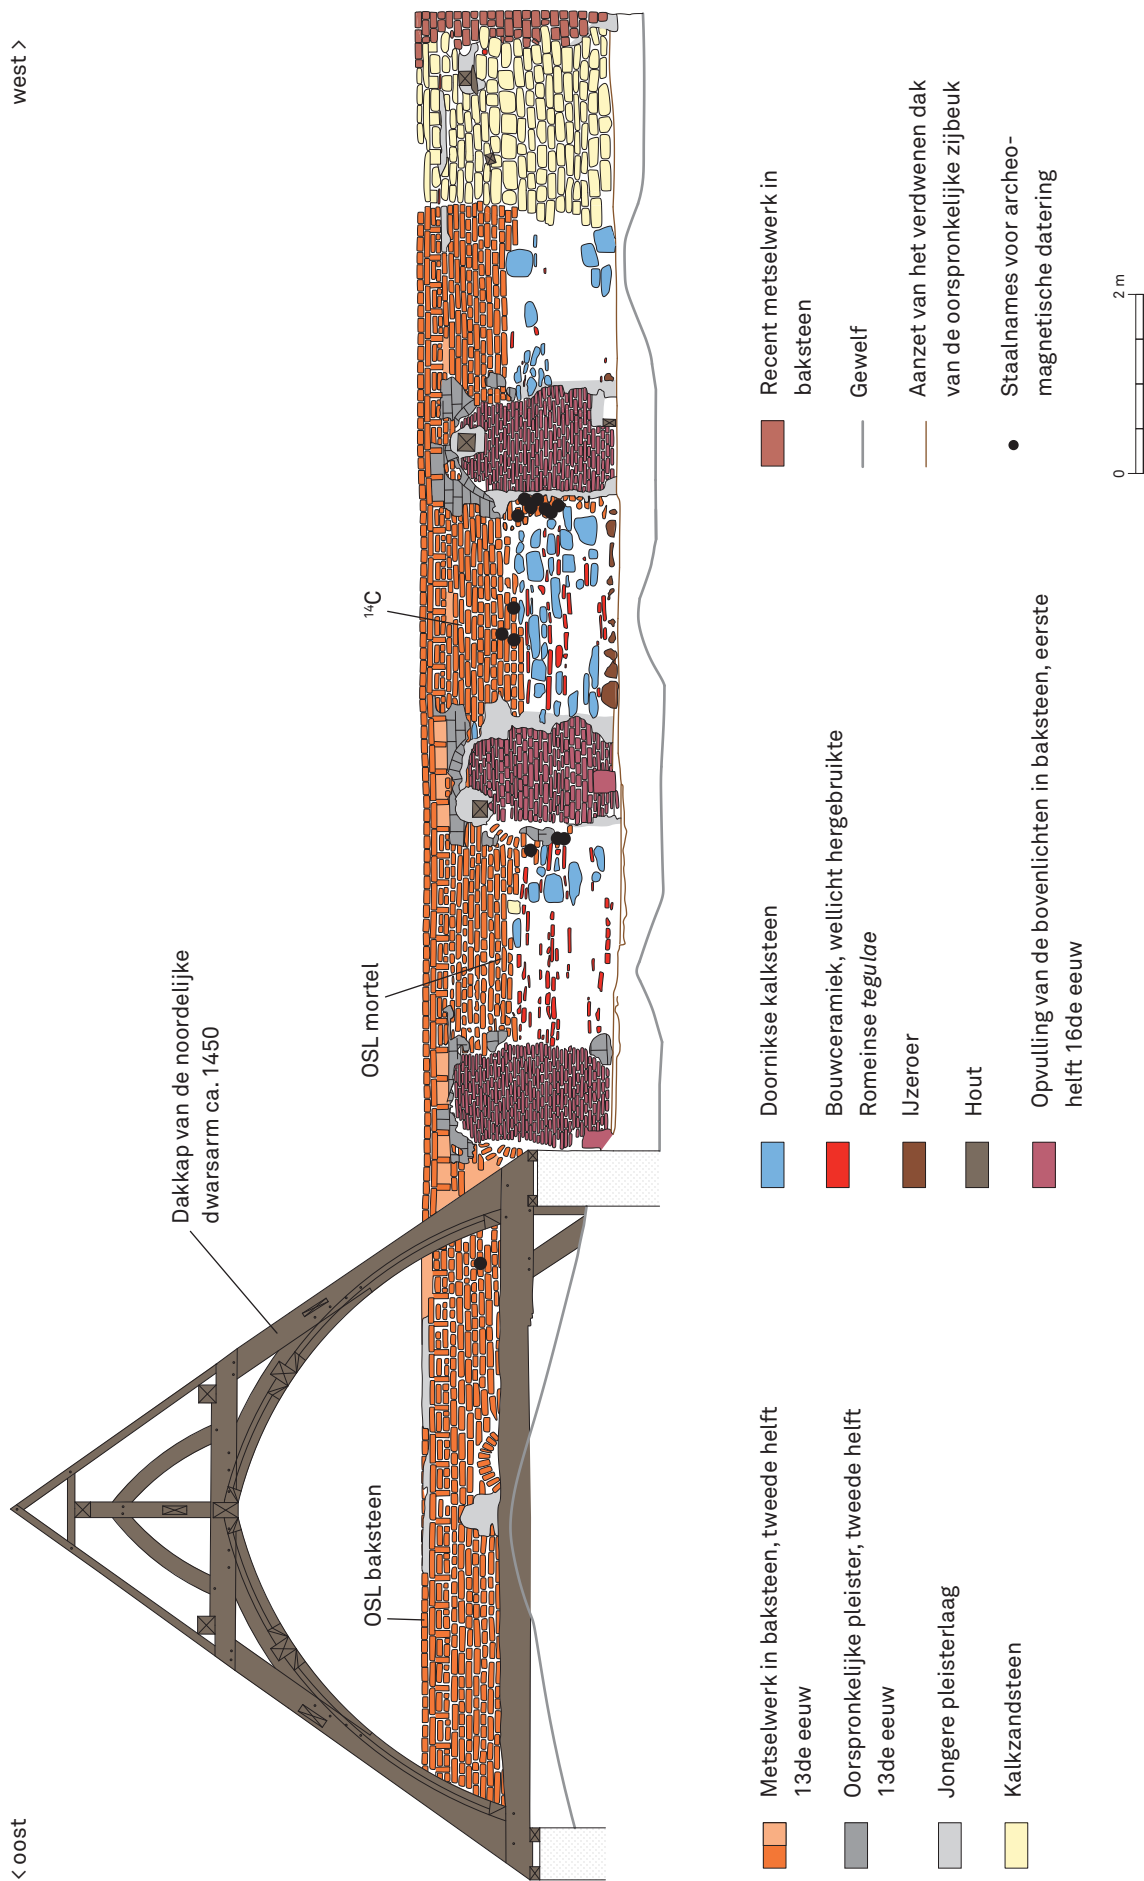 < oost
west >
Dakkap van de noordelijke
dwarsarm ca. 1450
OSL baksteen
OSL mortel
¹⁴C
Metselwerk in baksteen, tweede helft
13de eeuw
Oorspronkelijke pleister, tweede helft
13de eeuw
Jongere pleisterlaag
Kalkzandsteen
Doornikse kalksteen
Bouwceramiek, wellicht hergebruikte
Romeinse tegulae
IJzeroer
Hout
Opvulling van de bovenlichten in baksteen, eerste
helft 16de eeuw
Recent metselwerk in
baksteen
Gewelf
Aanzet van het verdwenen dak
van de oorspronkelijke zijbeuk
Staalnames voor archeo-
magnetische datering
0
2 m